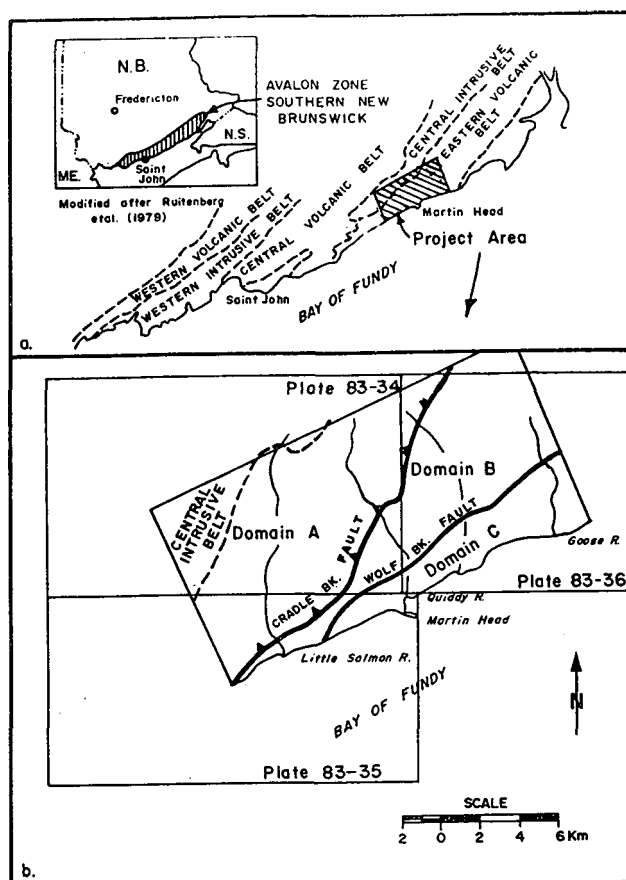 N.B.
Fredericton
AVALON ZONE
SOUTHERN NEW
BRUNSWICK
N.S.
Saint
John
ME.
Modified after Ruitenberg
etal. (1979)
WESTERN VOLCANIC BELT
WESTERN INTRUSIVE BELT
CENTRAL VOLCANIC BELT
CENTRAL INTRUSIVE
BELT
EASTERN VOLCANIC
BELT
Martin Head
Project Area
Saint John
BAY OF FUNDY
a.
Plate 83-34
CENTRAL
INTRUSIVE
BELT
Domain A
Domain B
CRADLE BK. FAULT
WOLF BK. FAULT
Domain C
Goose R.
Plate 83-36
Quiddy R.
Martin Head
Little Salmon R.
BAY OF FUNDY
N
Plate 83-35
SCALE
2 0 2 4 6 Km
b.